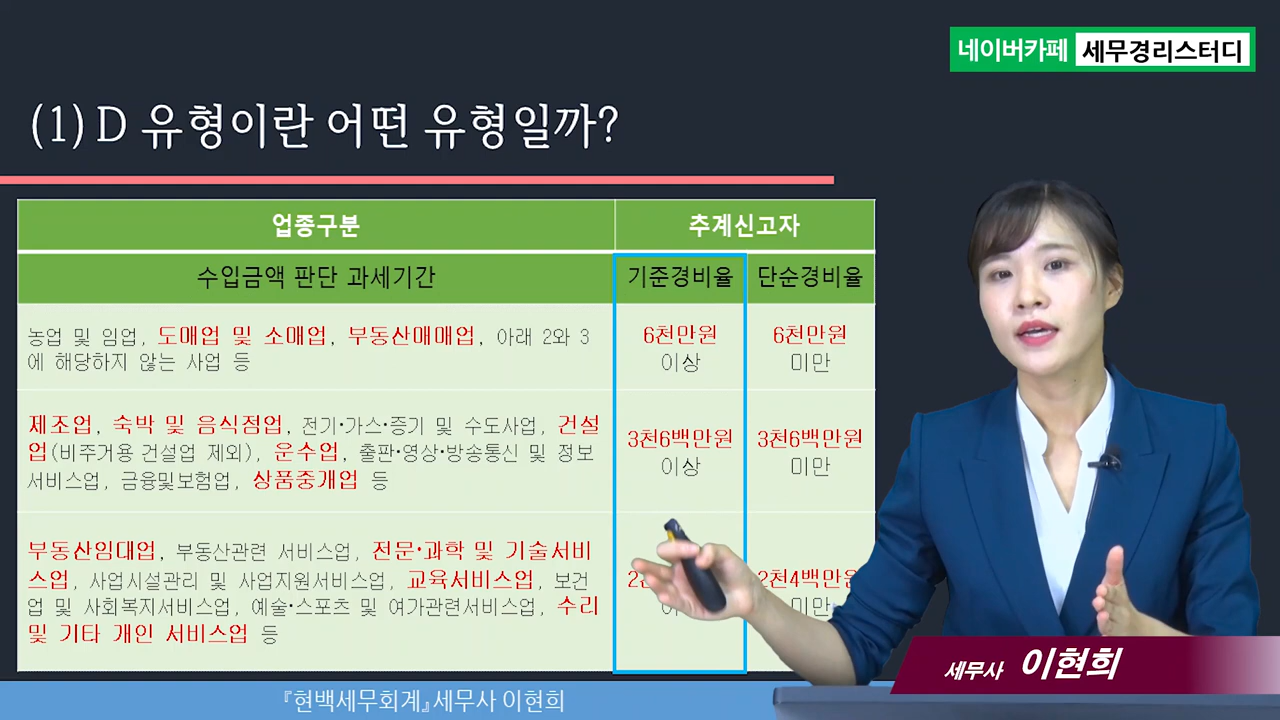 네이버카페 세무경리스터디
(1) D 유형이란 어떤 유형일까?
업종구분
추계신고자
수입금액 판단 과세기간
기준경비율
단순경비율
농업 및 임업, 도매업 및 소매업, 부동산매매업, 아래 2와 3
에 해당하지 않는 사업 등
6천만원
이상
6천만원
미만
제조업, 숙박 및 음식점업, 전기•가스•증기 및 수도사업, 건설
업(비주거용 건설업 제외), 운수업, 출판•영상•방송통신 및 정보
서비스업, 금융및보험업, 상품중개업 등
3천6백만원
이상
3천6백만원
미만
부동산임대업, 부동산관련 서비스업, 전문•과학 및 기술서비
스업, 사업시설관리 및 사업지원서비스업, 교육서비스업, 보건
업 및 사회복지서비스업, 예술•스포츠 및 여가관련서비스업, 수리
및 기타 개인 서비스업 등
2천4백만원
미만
세무사 이현희
『현백세무회계』세무사 이현희